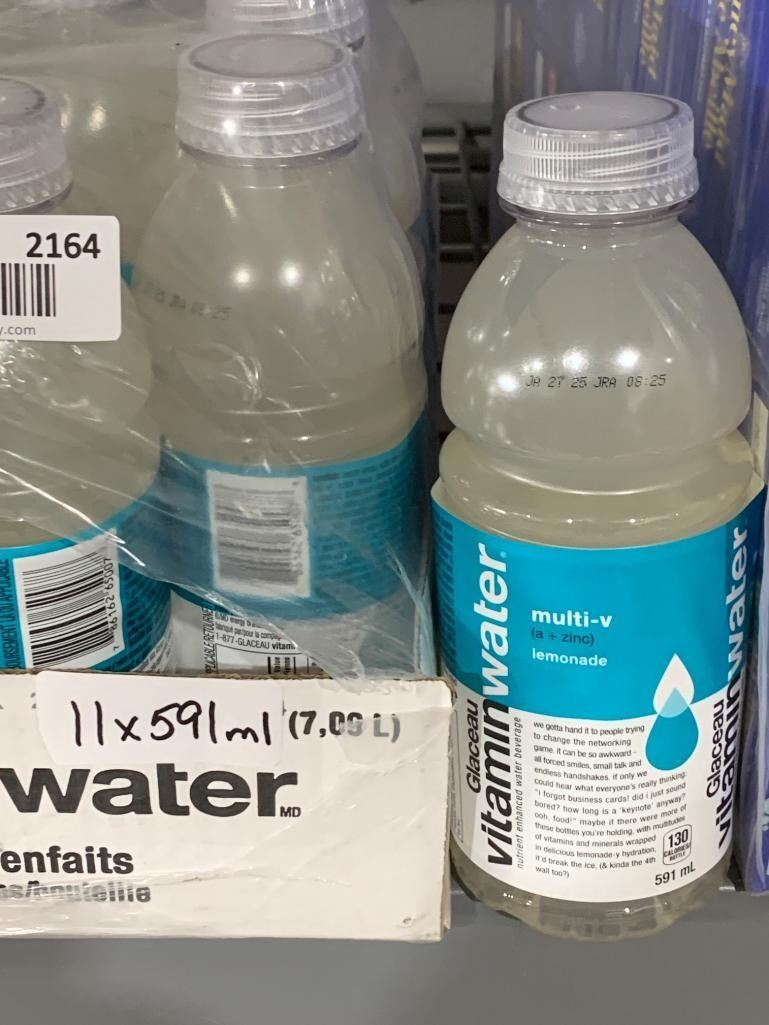 2164
y.com
JA 27 25 JRA 08:25
Glaceau
vitaminwater
nutrient enhanced water beverage
multi-v
(a + zinc)
lemonade
we gotta hand it to people trying
to change the networking
game. it can be so awkward -
all forced smiles, small talk and
endless handshakes. if only we
could hear what everyone's really thinking:
"i forgot business cards! did i just sound
bored? how long is a 'keynote' anyway?
ooh, food!" maybe if there were more of
these bottles you're holding, with multitudes
of vitamins and minerals wrapped
in delicious lemonade-y hydration,
it'd break the ice. (& kinda the 4th
wall too?)
130
CALORIES
591 mL
Glaceau
vitaminwater
1-877-GLACEAU
11x591ml (7,09 L)
water MD
enfaits